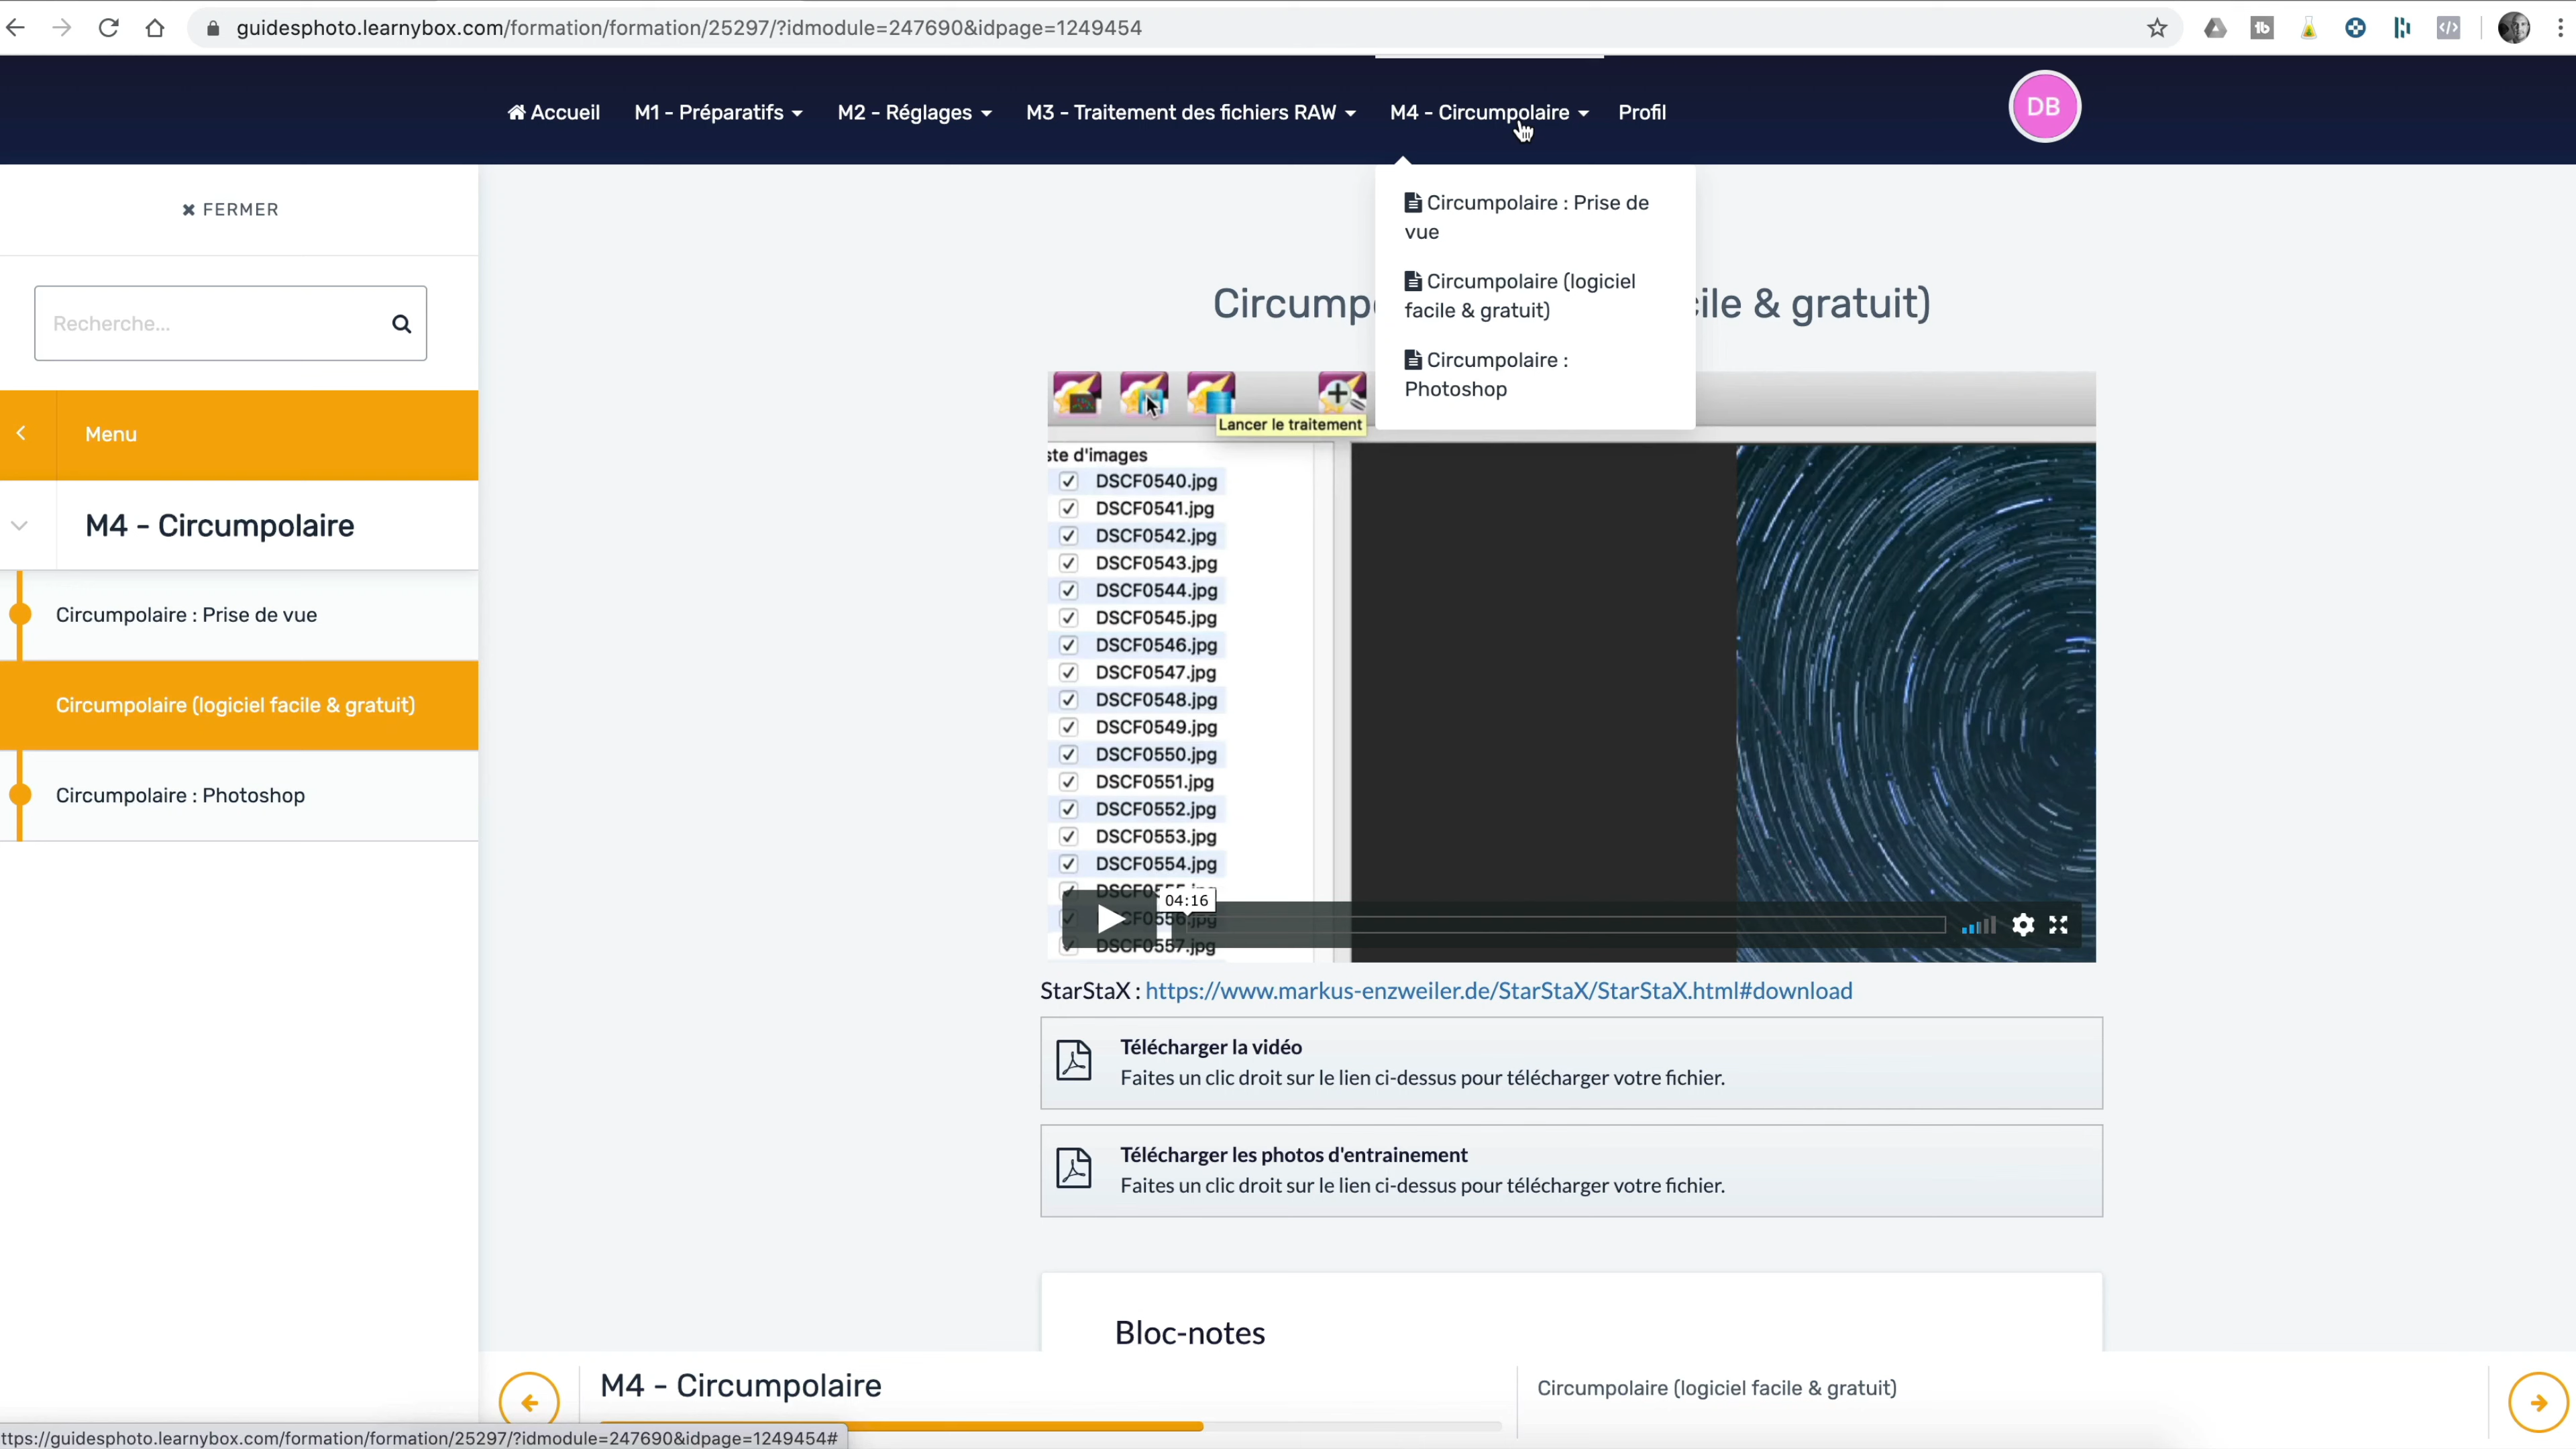 guidesphoto.learnybox.com/formation/formation/25297/?idmodule=247690&idpage=1249454
Accueil
M1 - Préparatifs
M2 - Réglages
M3 - Traitement des fichiers RAW
M4 - Circumpolaire
Profil
DB
FERMER
Recherche...
Menu
M4 - Circumpolaire
Circumpolaire : Prise de vue
Circumpolaire (logiciel facile & gratuit)
Circumpolaire : Photoshop
Circumpolaire : Prise de
vue
Circumpolaire (logiciel
facile & gratuit)
Circumpolaire :
Photoshop
Circump
ile & gratuit)
Lancer le traitement
ste d'images
DSCF0540.jpg
DSCF0541.jpg
DSCF0542.jpg
DSCF0543.jpg
DSCF0544.jpg
DSCF0545.jpg
DSCF0546.jpg
DSCF0547.jpg
DSCF0548.jpg
DSCF0549.jpg
DSCF0550.jpg
DSCF0551.jpg
DSCF0552.jpg
DSCF0553.jpg
DSCF0554.jpg
04:16
DSCF0557.jpg
StarStaX : https://www.markus-enzweiler.de/StarStaX/StarStaX.html#download
Télécharger la vidéo
Faites un clic droit sur le lien ci-dessus pour télécharger votre fichier.
Télécharger les photos d'entrainement
Faites un clic droit sur le lien ci-dessus pour télécharger votre fichier.
Bloc-notes
M4 - Circumpolaire
Circumpolaire (logiciel facile & gratuit)
ttps://guidesphoto.learnybox.com/formation/formation/25297/?idmodule=247690&idpage=1249454#